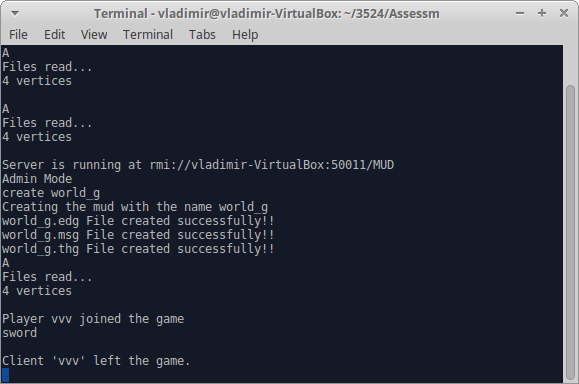 Terminal - vladimir@vladimir-VirtualBox: ~/3524/Assessm
File Edit View Terminal Tabs Help
A
Files read...
4 vertices
A
Files read...
4 vertices
Server is running at rmi://vladimir-VirtualBox:50011/MUD
Admin Mode
create world_g
Creating the mud with the name world_g
world_g.edg File created successfully!!
world_g.msg File created successfully!!
world_g.thg File created successfully!!
A
Files read...
4 vertices
Player vvv joined the game
sword
Client 'vvv' left the game.